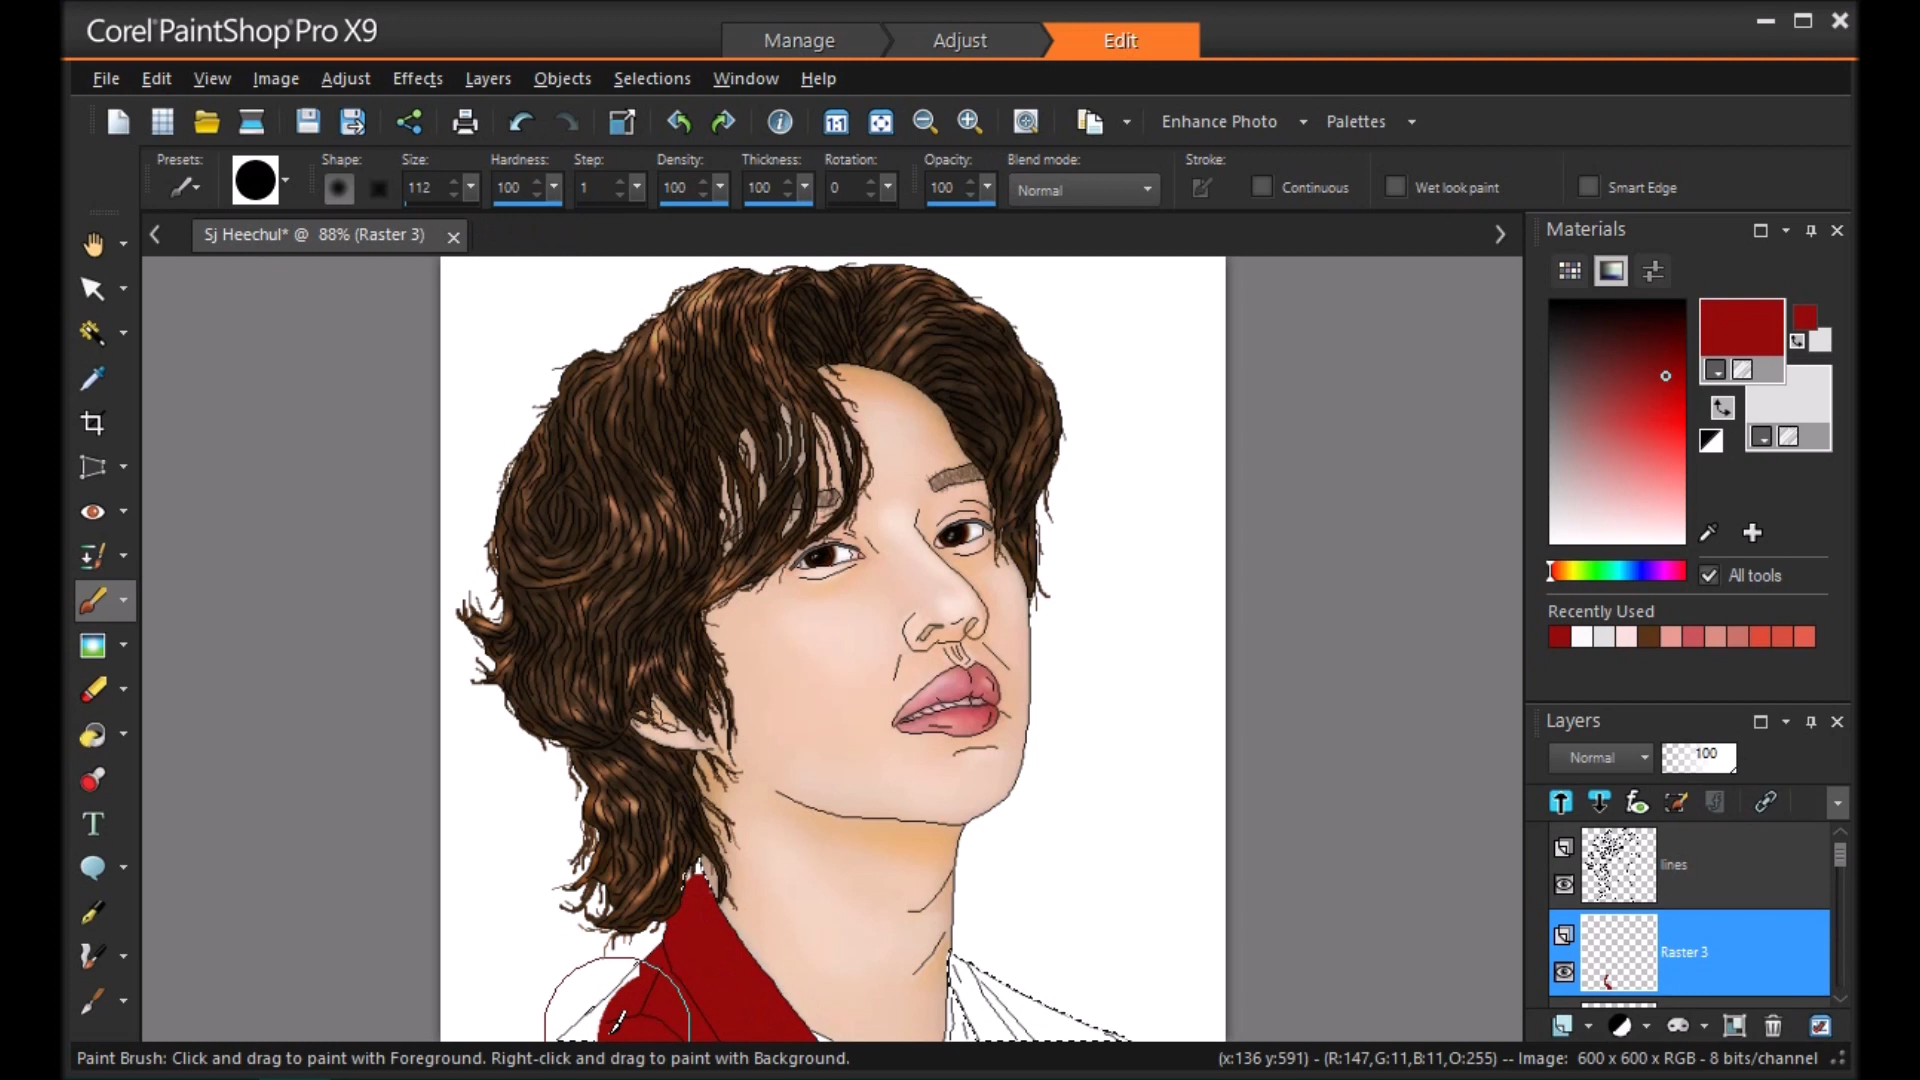 Corel PaintShop Pro X9
Manage
Adjust
Edit
File Edit View Image Adjust Effects Layers Objects Selections Window Help
1:1
Enhance Photo
Palettes
Presets:
Shape:
Size:
Hardness:
Step:
Density:
Thickness:
Rotation:
Opacity:
Blend mode:
Stroke:
112
100
1
100
100
0
100
Normal
Continuous
Wet look paint
Smart Edge
Sj Heechul* @ 88% (Raster 3)
Materials
All tools
Recently Used
Layers
Normal
100
lines
Raster 3
Paint Brush: Click and drag to paint with Foreground. Right-click and drag to paint with Background.
(x:136 y:591) - (R:147,G:11,B:11,O:255) -- Image: 600 x 600 x RGB - 8 bits/channel